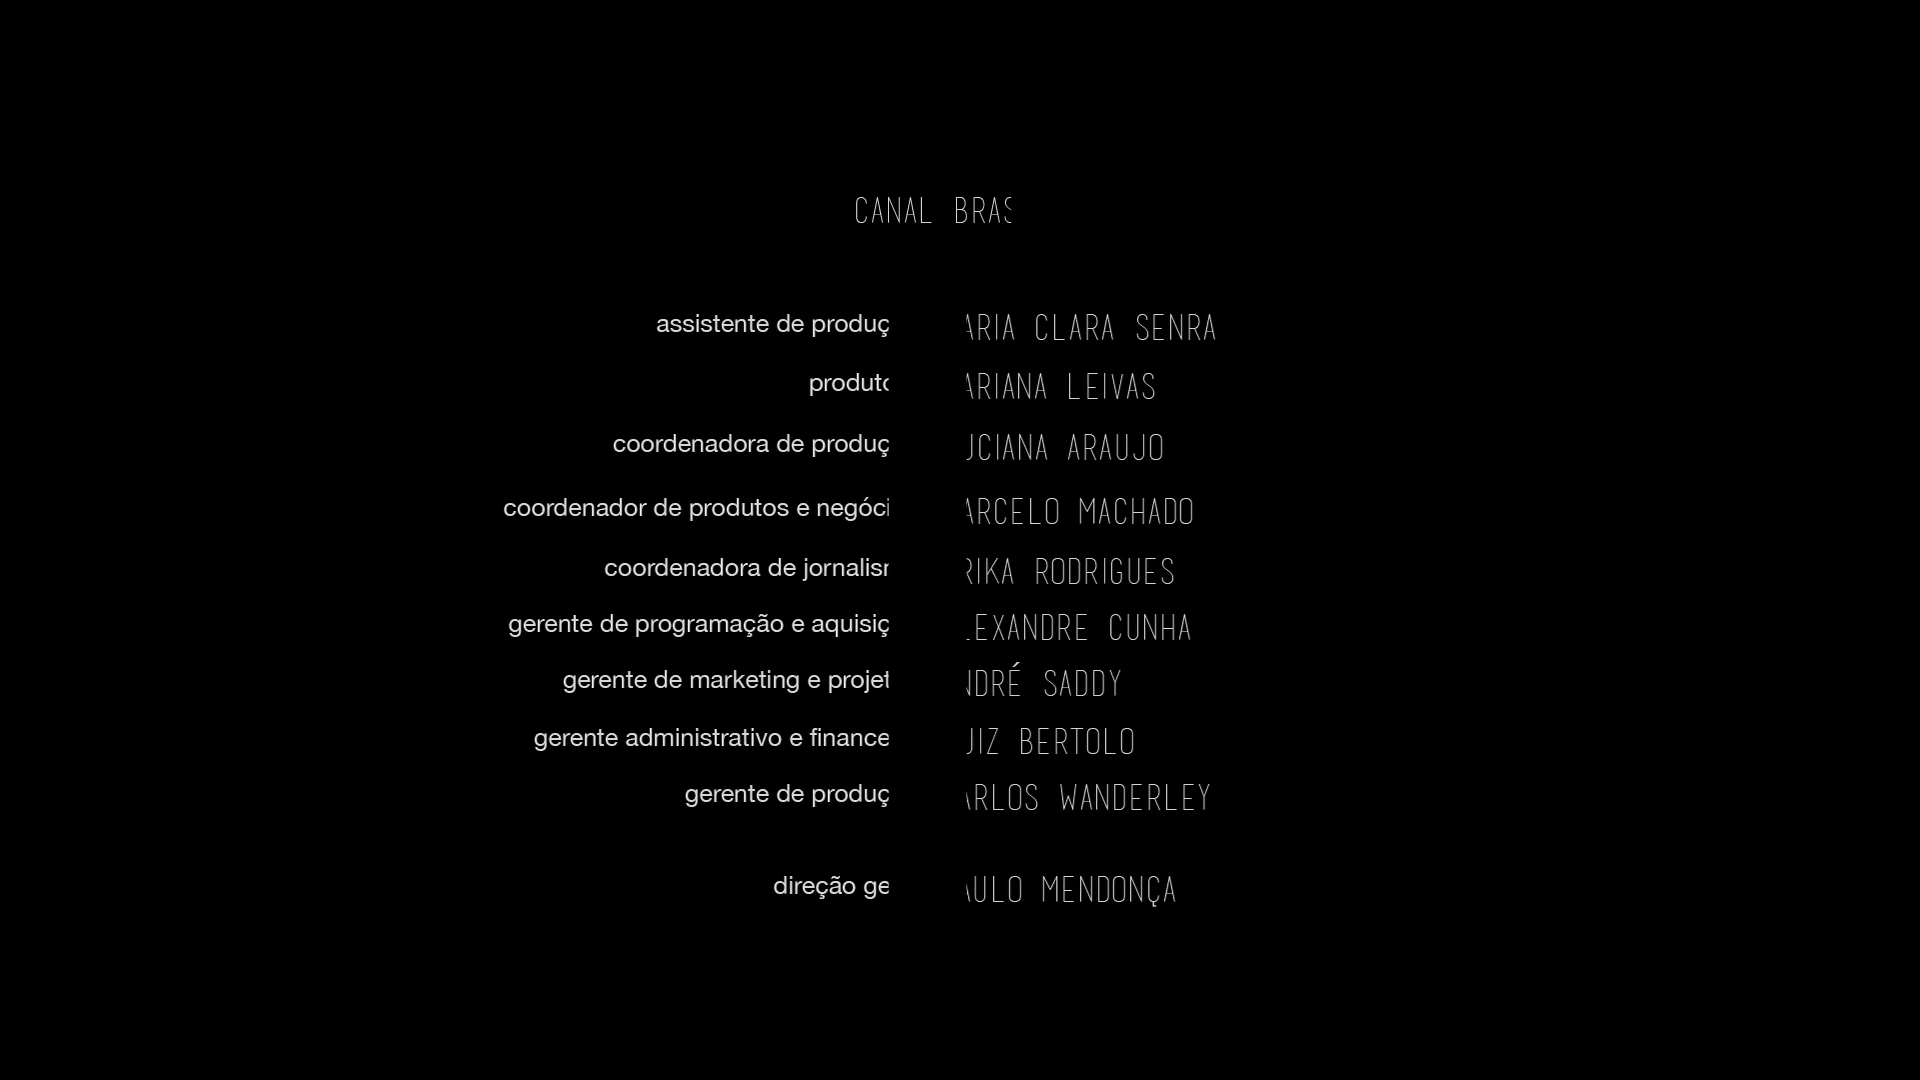 CANAL BRAS
assistente de produç ARIA CLARA SENRA
produto ARIANA LEIVAS
coordenadora de produç UCIANA ARAUJO
coordenador de produtos e negóci ARCELO MACHADO
coordenadora de jornalisr RIKA RODRIGUES
gerente de programação e aquisiç LEXANDRE CUNHA
gerente de marketing e projet NDRÉ SADDY
gerente administrativo e finance UIZ BERTOLO
gerente de produç ARLOS WANDERLEY
direção ge AULO MENDONÇA